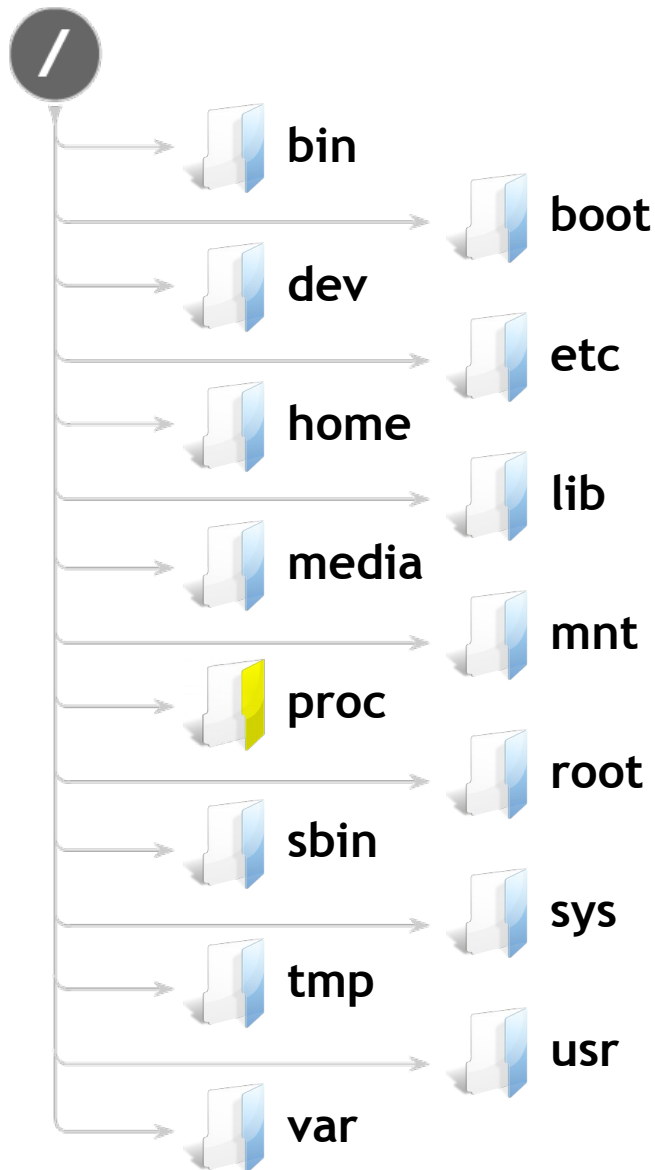 /
bin
boot
dev
etc
home
lib
media
mnt
proc
root
sbin
sys
tmp
usr
var